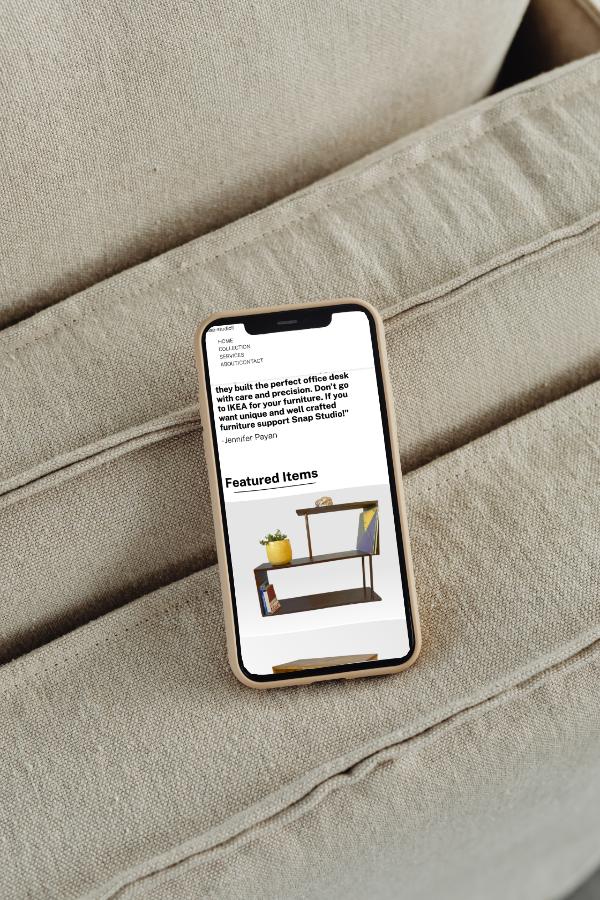 HOME
COLLECTION
SERVICES
ABOUT/CONTACT
they built the perfect office desk
with care and precision. Don't go
to IKEA for your furniture. If you
want unique and well crafted
furniture support Snap Studio!"
-Jennifer Payan
Featured Items